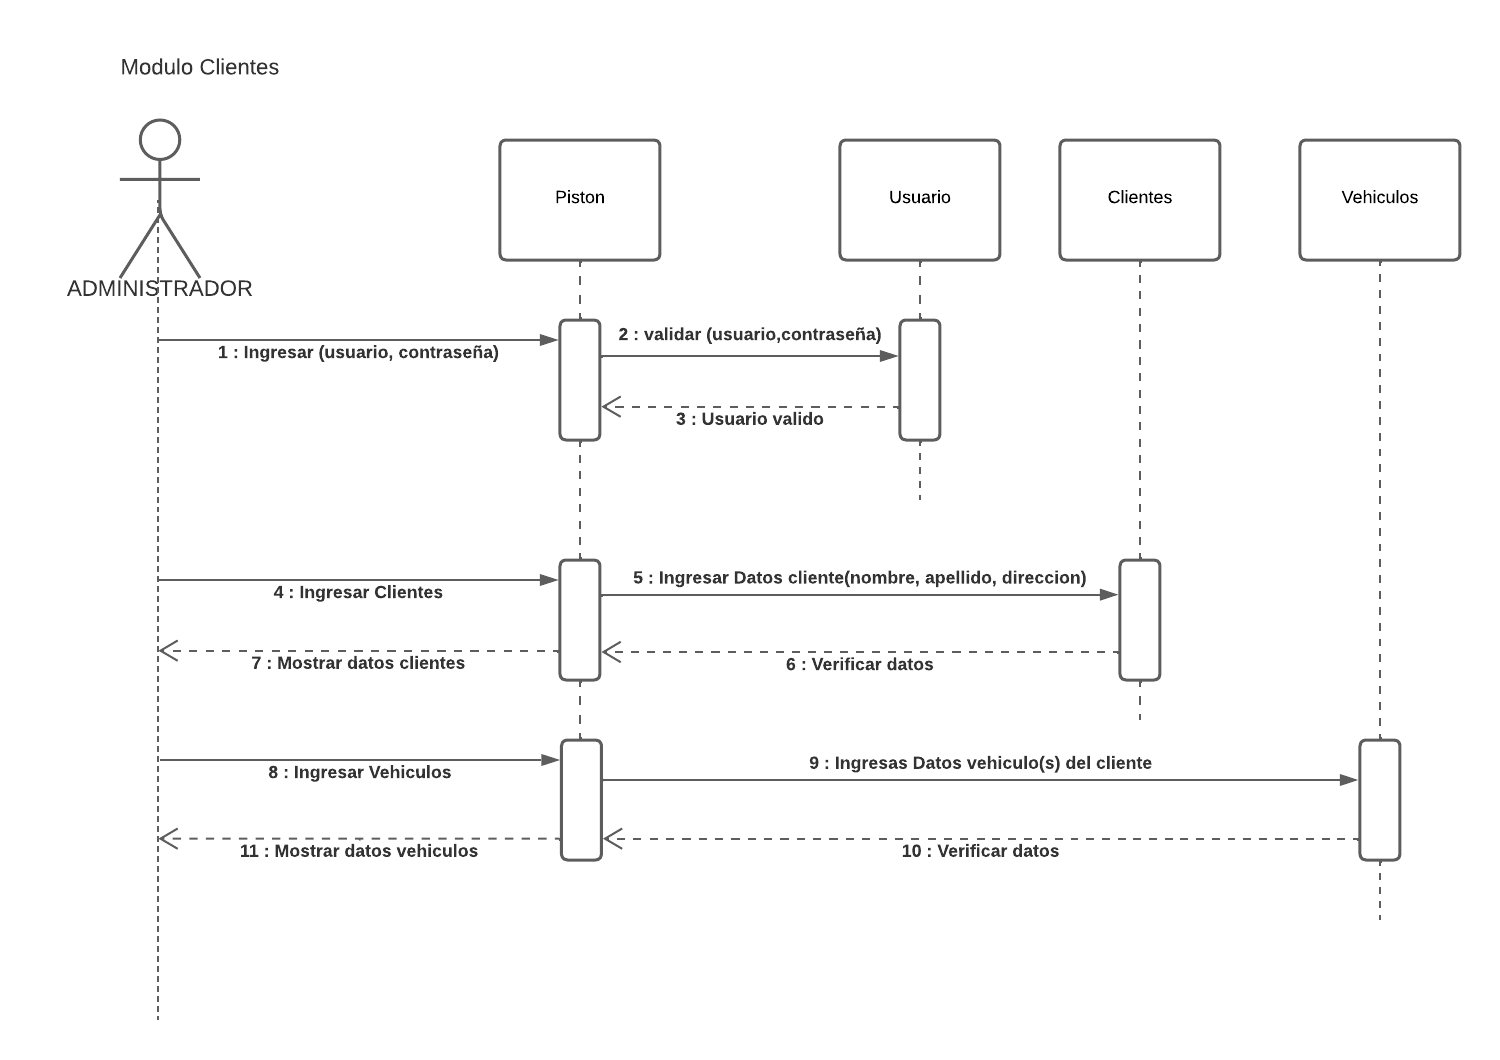 Modulo Clientes
Piston
Usuario
Clientes
Vehiculos
ADMINISTRADOR
1 : Ingresar (usuario, contraseña)
2 : validar (usuario,contraseña)
3 : Usuario valido
4 : Ingresar Clientes
5 : Ingresar Datos cliente(nombre, apellido, direccion)
7 : Mostrar datos clientes
6 : Verificar datos
8 : Ingresar Vehiculos
9 : Ingresas Datos vehiculo(s) del cliente
11 : Mostrar datos vehiculos
10 : Verificar datos